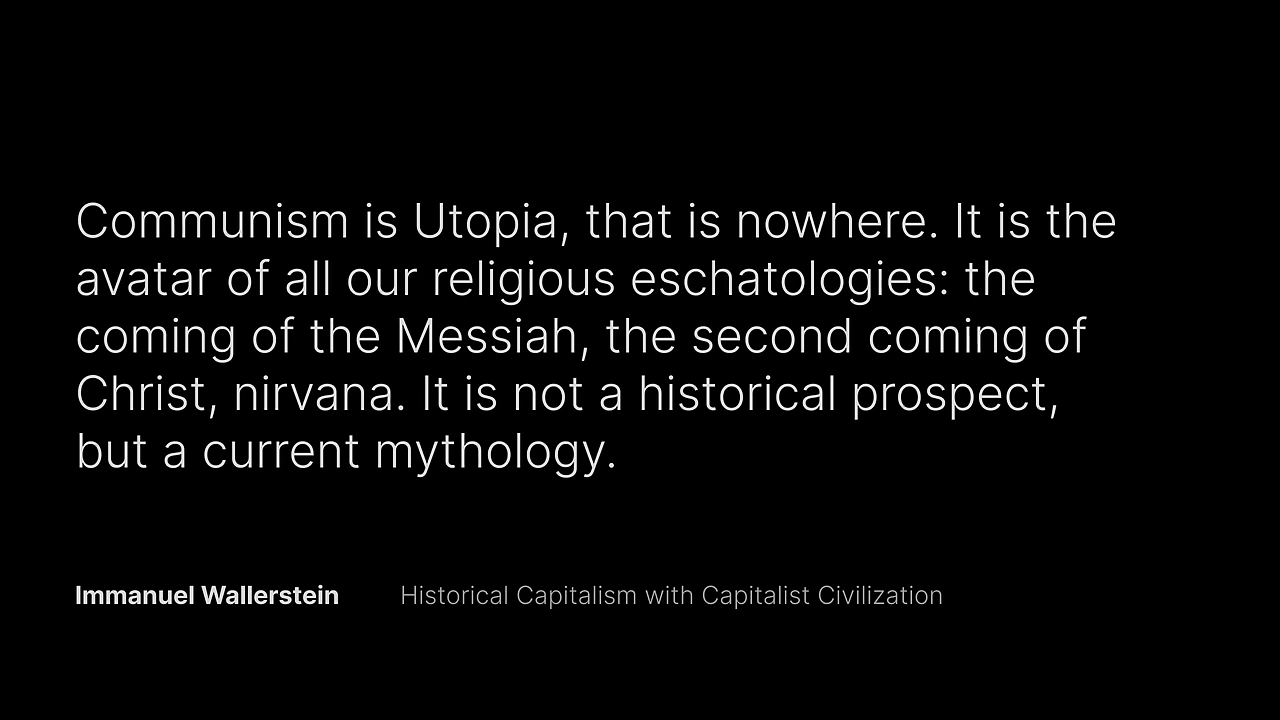 Communism is Utopia, that is nowhere. It is the
avatar of all our religious eschatologies: the
coming of the Messiah, the second coming of
Christ, nirvana. It is not a historical prospect,
but a current mythology.
Immanuel Wallerstein Historical Capitalism with Capitalist Civilization